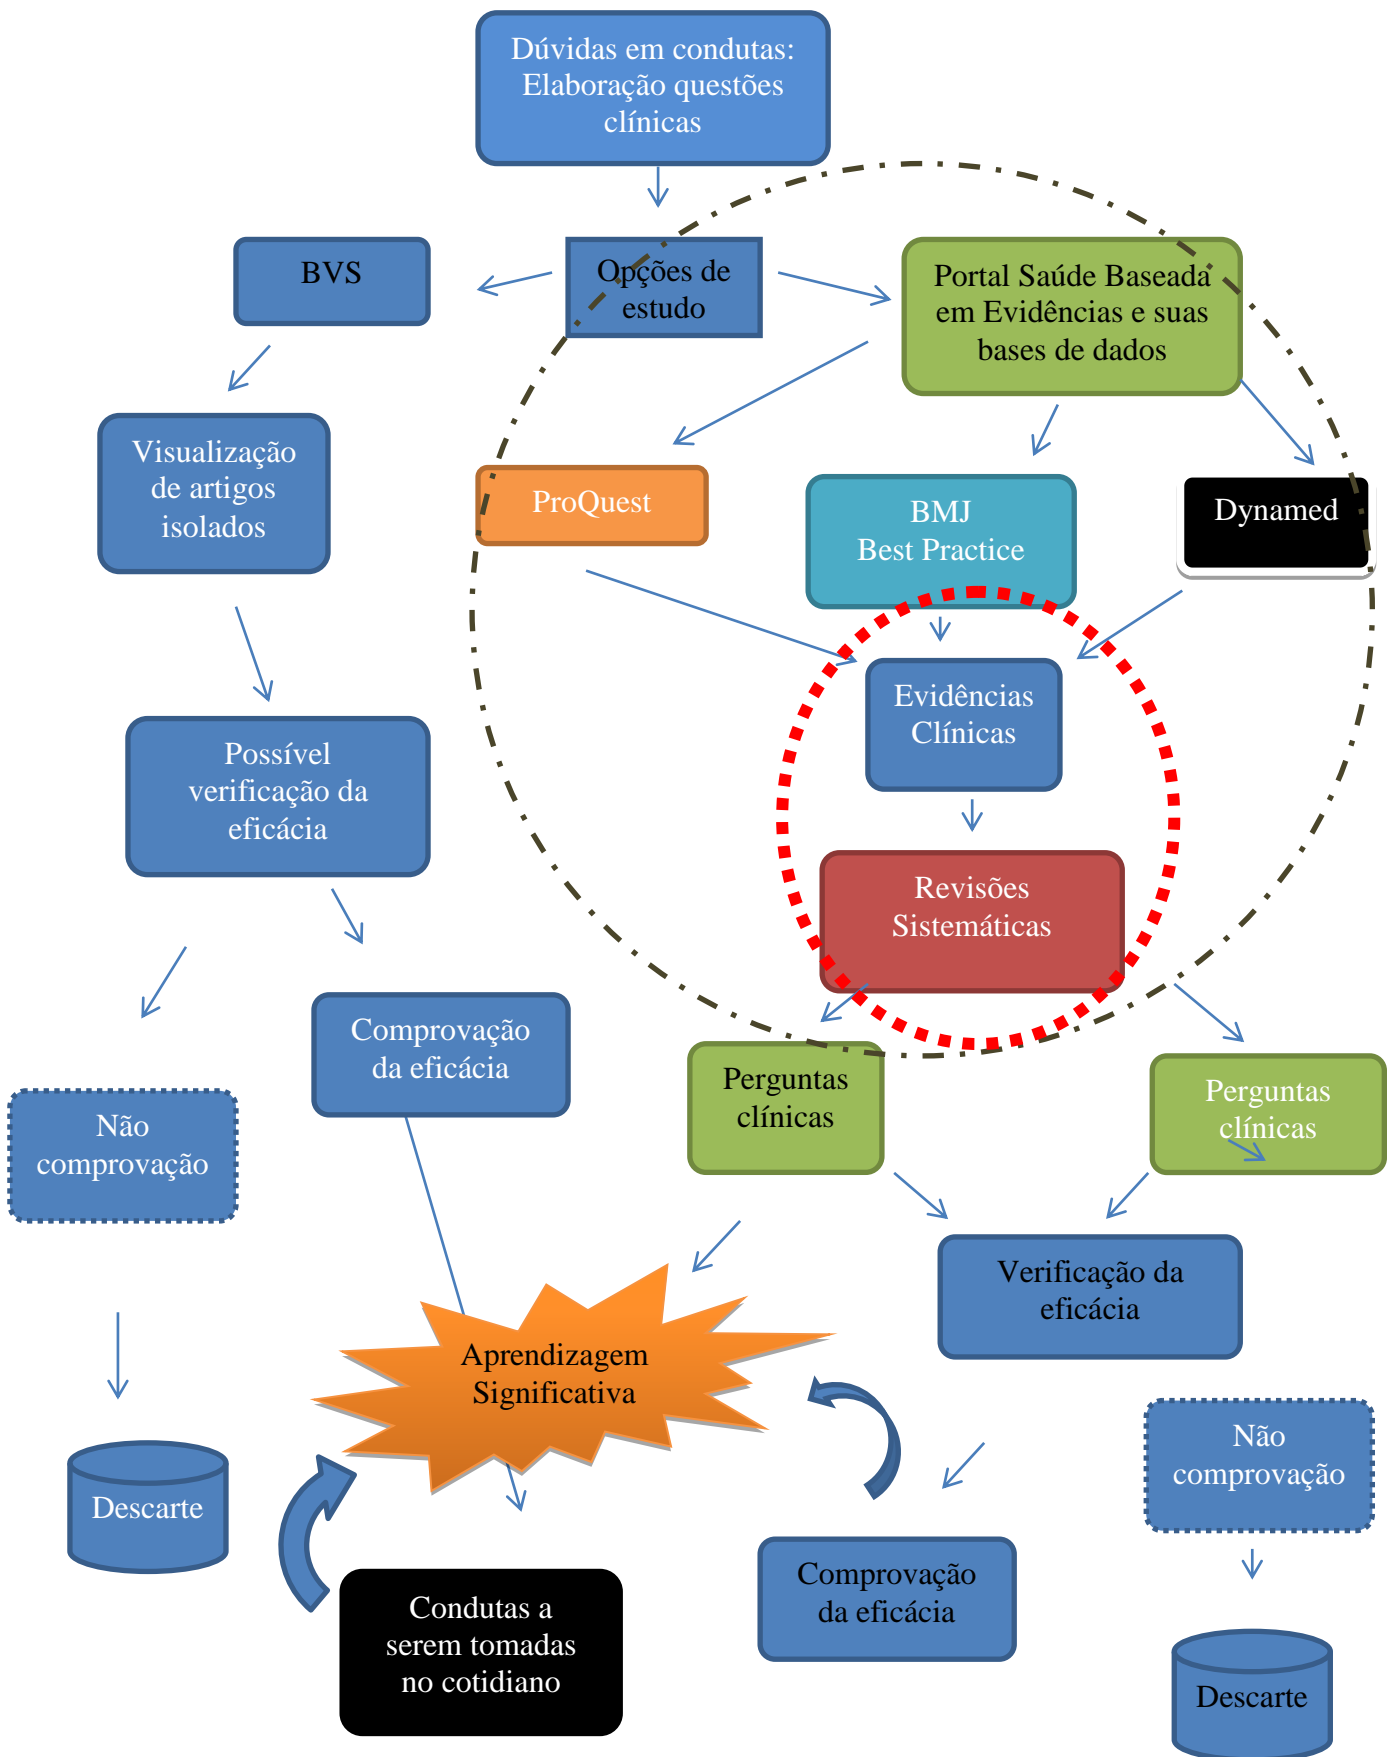 Dúvidas em condutas:
Elaboração questões
clínicas
BVS
Opções de
estudo
Portal Saúde Baseada
em Evidências e suas
bases de dados
Visualização
de artigos
isolados
ProQuest
BMJ
Best Practice
Dynamed
Evidências
Clínicas
Possível
verificação da
eficácia
Revisões
Sistemáticas
Comprovação
da eficácia
Perguntas
clínicas
Perguntas
clínicas
Não
comprovação
Verificação da
eficácia
Aprendizagem
Significativa
Não
comprovação
Descarte
Comprovação
da eficácia
Condutas a
serem tomadas
no cotidiano
Descarte